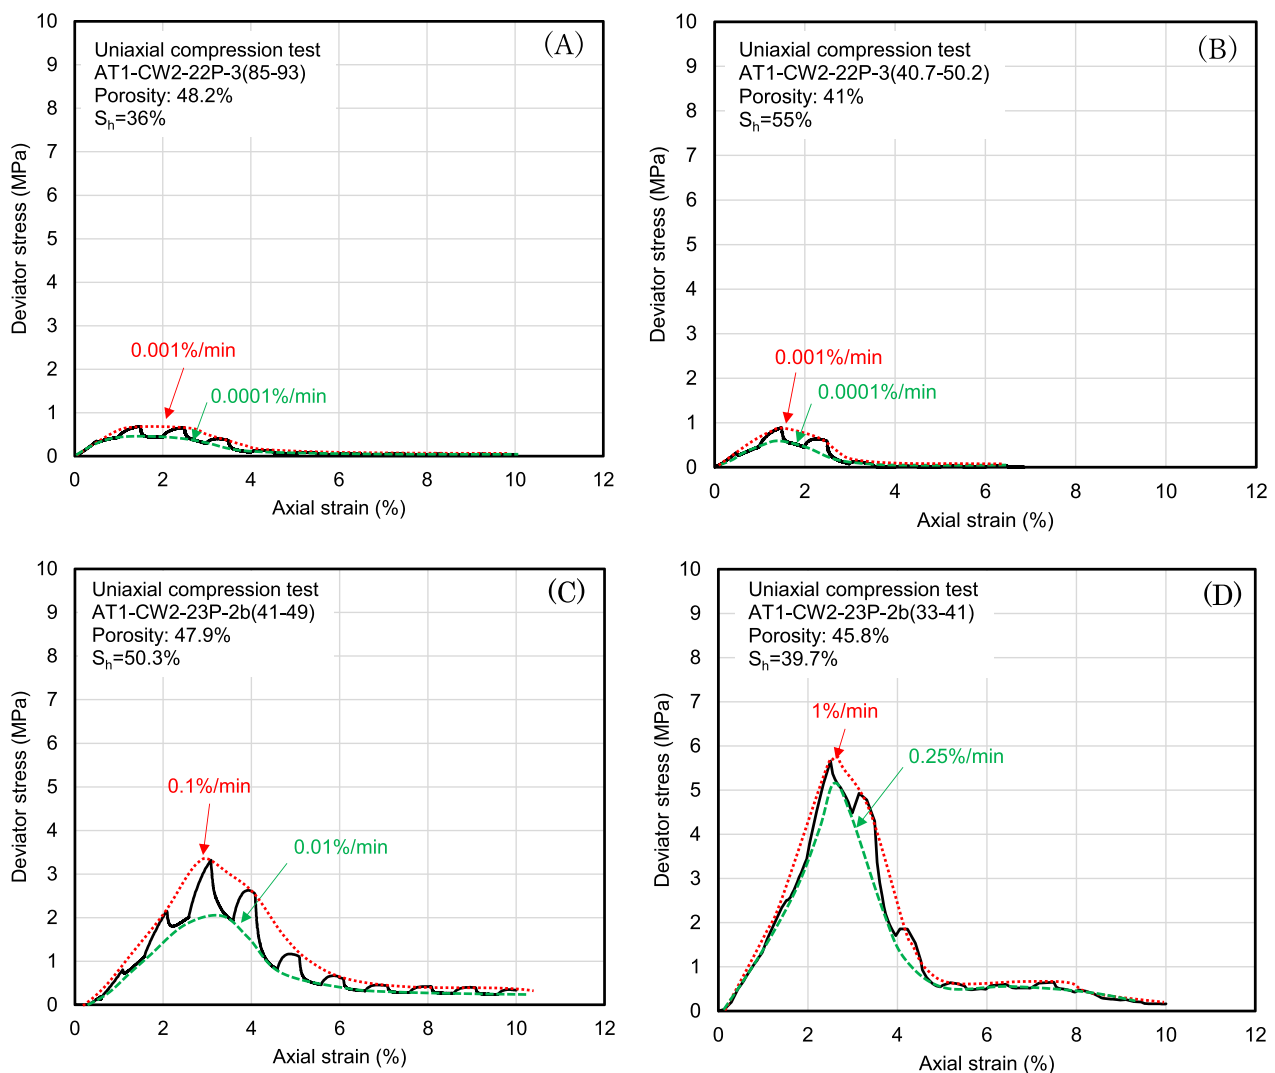 (A)
Uniaxial compression test
AT1-CW2-22P-3(85-93)
Porosity: 48.2%
Sh=36%
Deviator stress (MPa)
10
9
8
7
6
5
4
3
2
1
0
0.001%/min
0.0001%/min
0 2 4 6 8 10 12
Axial strain (%)
(B)
Uniaxial compression test
AT1-CW2-22P-3(40.7-50.2)
Porosity: 41%
Sh=55%
Deviator stress (MPa)
10
9
8
7
6
5
4
3
2
1
0
0.001%/min
0.0001%/min
0 2 4 6 8 10 12
Axial strain (%)
(C)
Uniaxial compression test
AT1-CW2-23P-2b(41-49)
Porosity: 47.9%
Sh=50.3%
Deviator stress (MPa)
10
9
8
7
6
5
4
3
2
1
0
0.1%/min
0.01%/min
0 2 4 6 8 10 12
Axial strain (%)
(D)
Uniaxial compression test
AT1-CW2-23P-2b(33-41)
Porosity: 45.8%
Sh=39.7%
Deviator stress (MPa)
10
9
8
7
6
5
4
3
2
1
0
1%/min
0.25%/min
0 2 4 6 8 10 12
Axial strain (%)